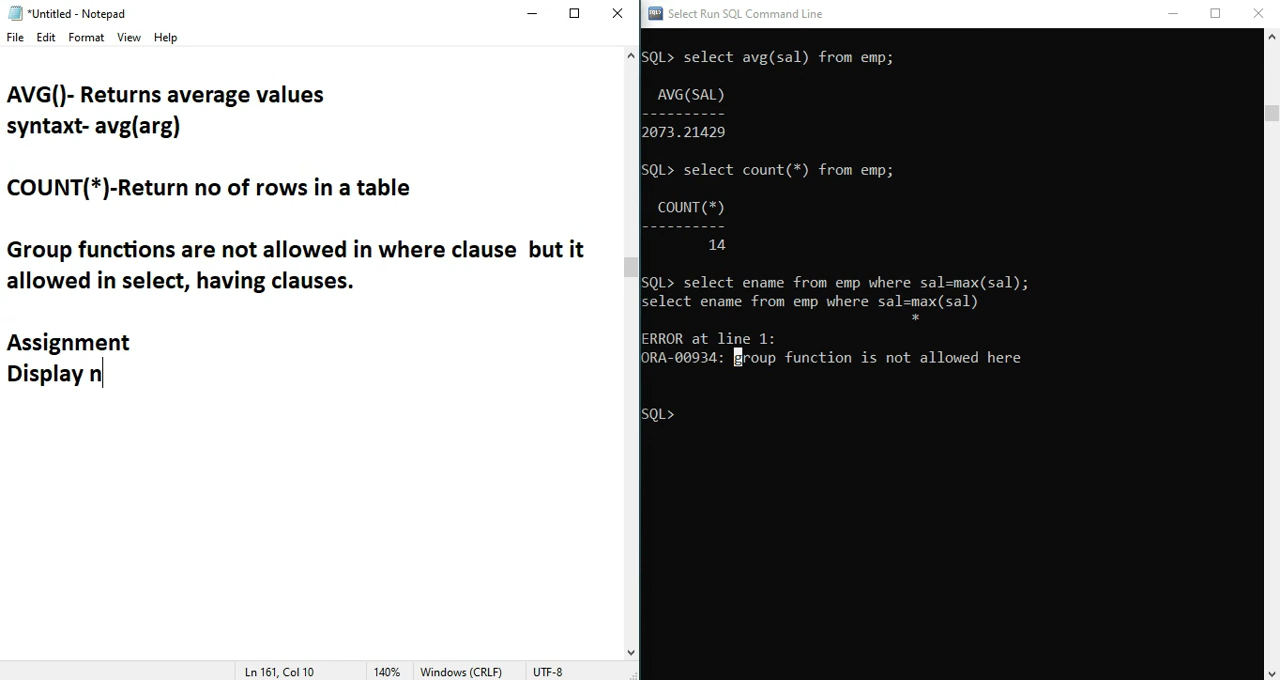 *Untitled - Notepad
File Edit Format View Help
AVG()- Returns average values
syntaxt- avg(arg)
COUNT(*)-Return no of rows in a table
Group functions are not allowed in where clause  but it
allowed in select, having clauses.
Assignment
Display n
Ln 161, Col 10 140% Windows (CRLF) UTF-8
Select Run SQL Command Line
SQL> select avg(sal) from emp;
AVG(SAL)
----------
2073.21429
SQL> select count(*) from emp;
COUNT(*)
----------
14
SQL> select ename from emp where sal=max(sal);
select ename from emp where sal=max(sal)
*
ERROR at line 1:
ORA-00934: group function is not allowed here
SQL>